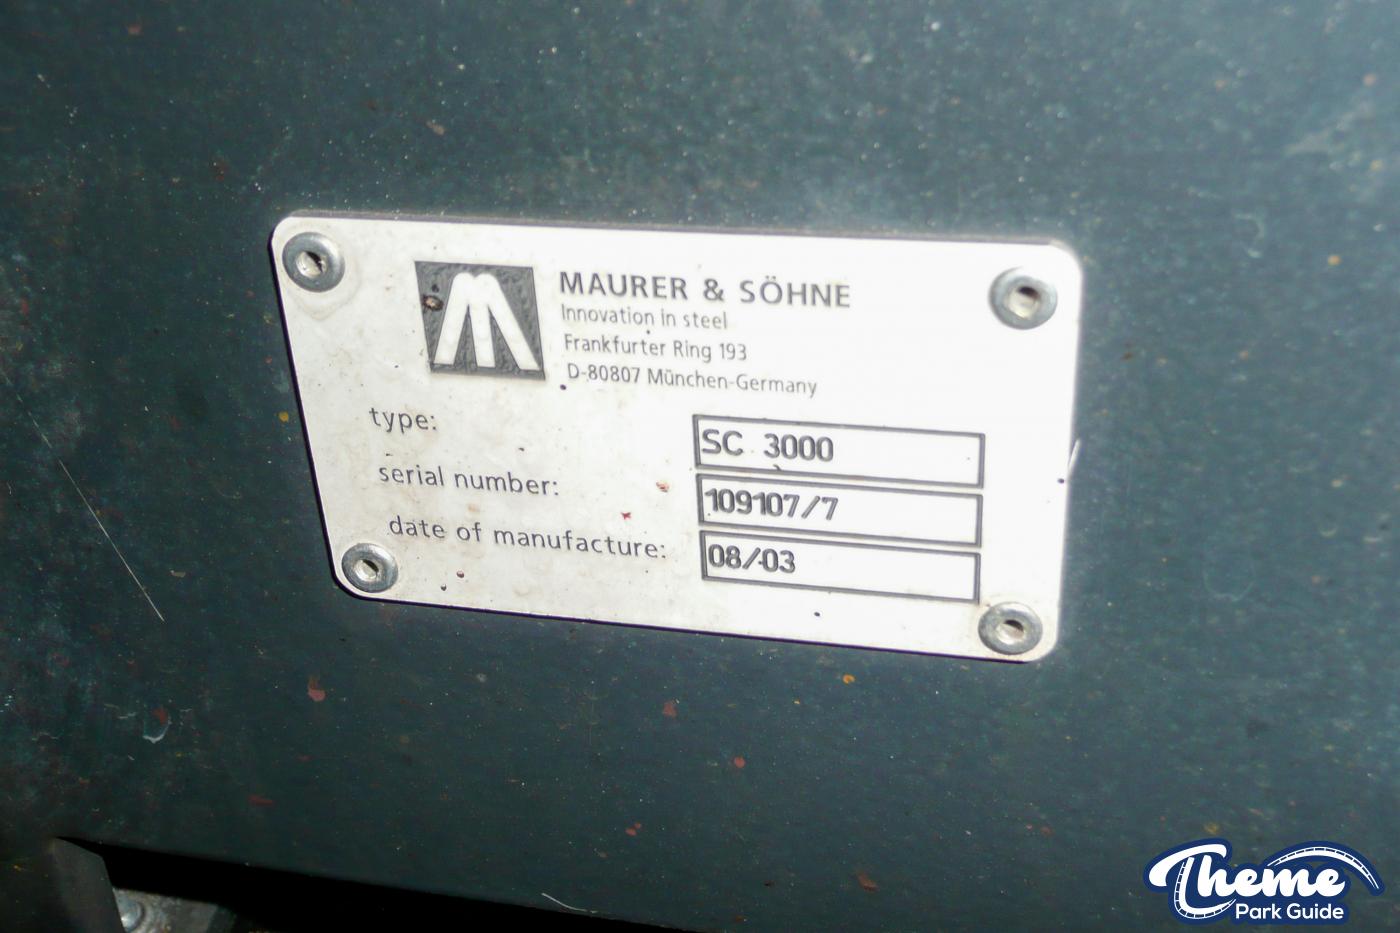 MAURER & SÖHNE
Innovation in steel
Frankfurter Ring 193
D-80807 München-Germany
type: SC 3000
serial number: 109107/7
date of manufacture: 08/03
Theme
Park Guide